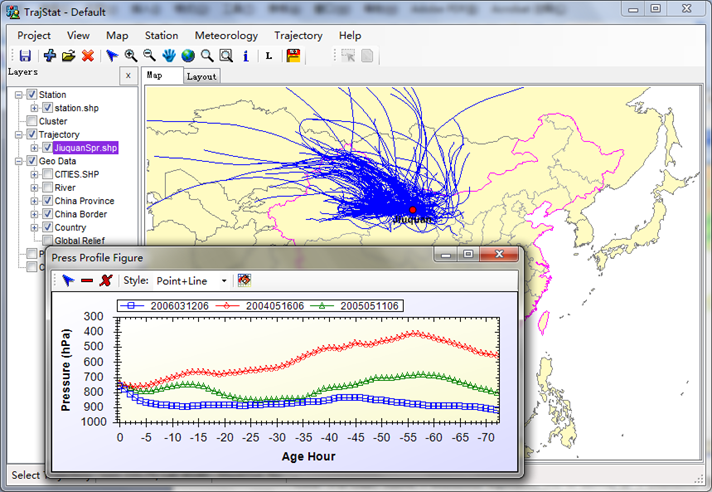 TrajStat - Default
Project View Map Station Meteorology Trajectory Help
L
Layers x
Map Layout
Station
station.shp
Cluster
Trajectory
JiuquanSpr.shp
Geo Data
CITIES.SHP
River
China Province
China Border
Country
Global Relief
Jiuquan
Press Profile Figure
Style: Point+Line
2006031206 2004051606 2005051106
Pressure (hPa)
300
400
500
600
700
800
900
1000
0 -5 -10 -15 -20 -25 -30 -35 -40 -45 -50 -55 -60 -65 -70
Age Hour
Select